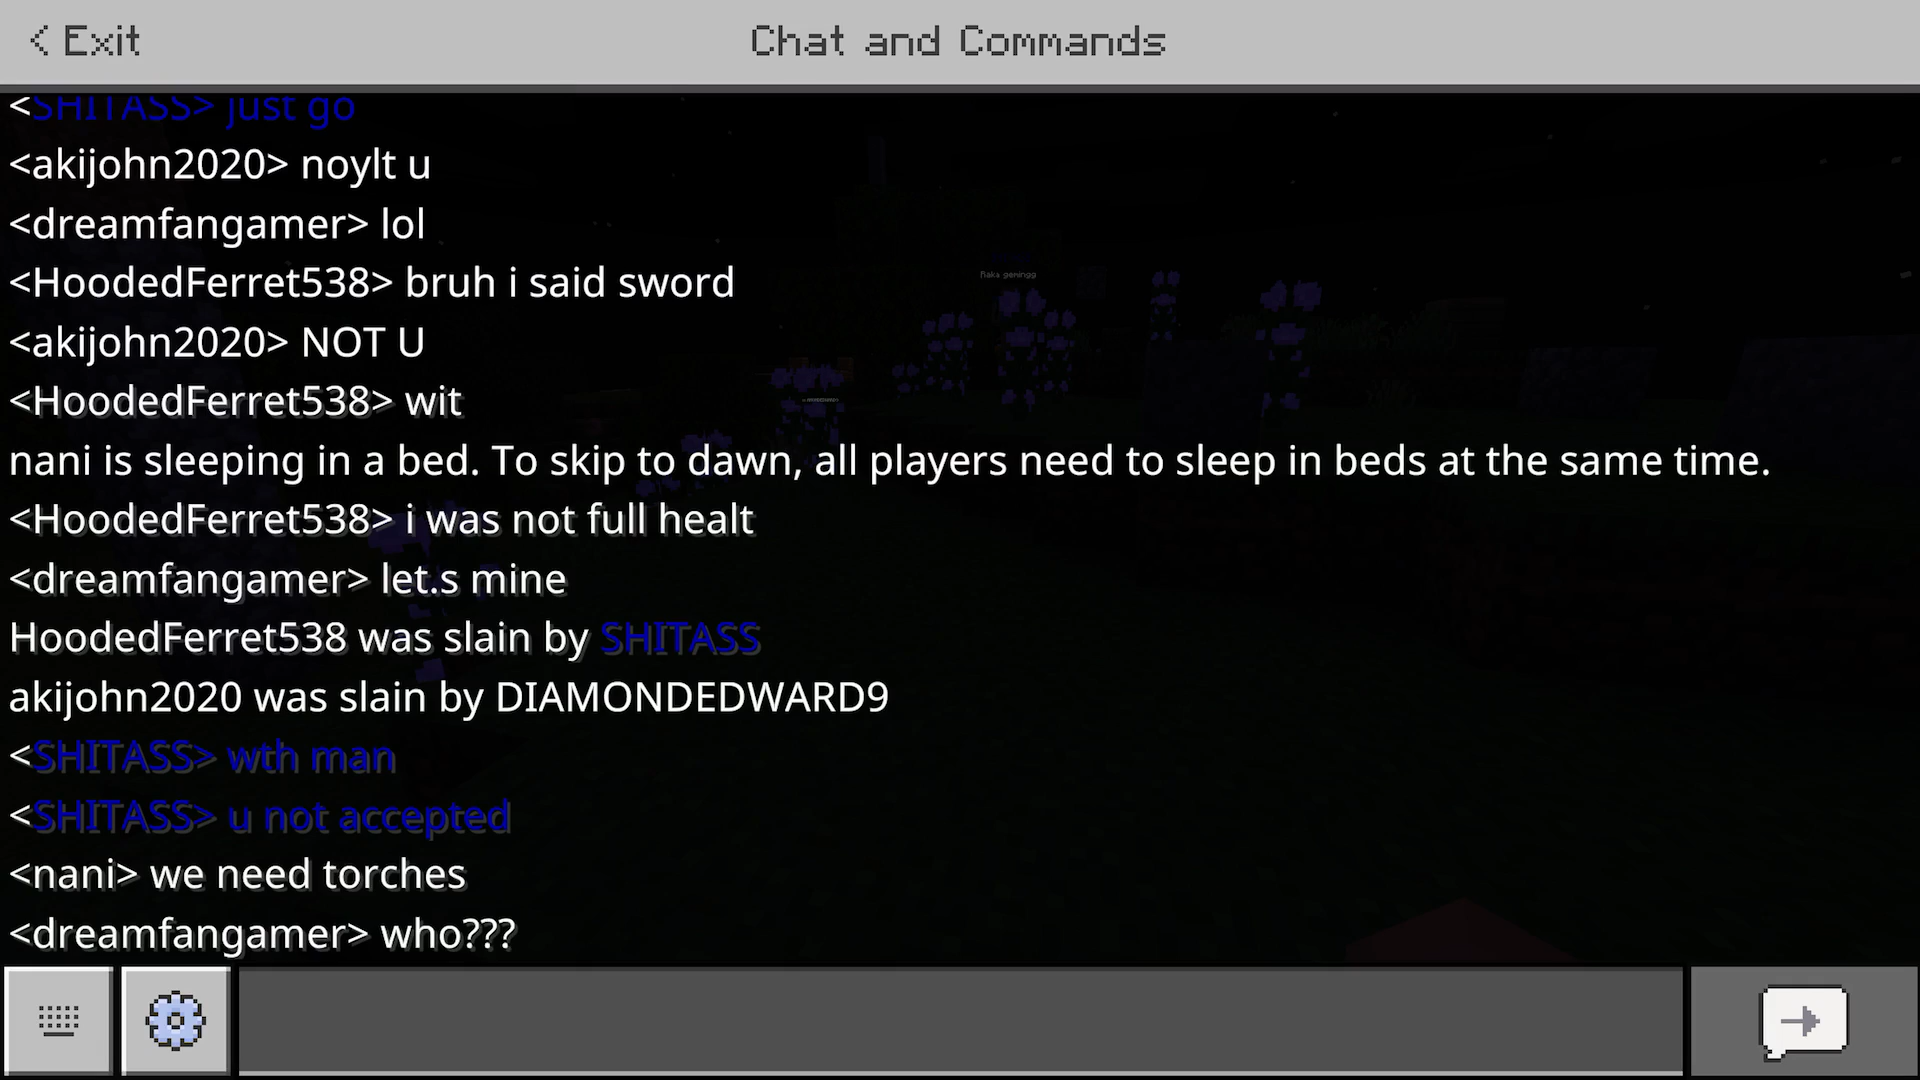 < Exit
Chat and Commands
<SHITASS> just go
<akijohn2020> noylt u
<dreamfangamer> lol
<HoodedFerret538> bruh i said sword
<akijohn2020> NOT U
<HoodedFerret538> wit
nani is sleeping in a bed. To skip to dawn, all players need to sleep in beds at the same time.
<HoodedFerret538> i was not full healt
<dreamfangamer> let.s mine
HoodedFerret538 was slain by SHITASS
akijohn2020 was slain by DIAMONDEDWARD9
<SHITASS> wth man
<SHITASS> u not accepted
<nani> we need torches
<dreamfangamer> who???